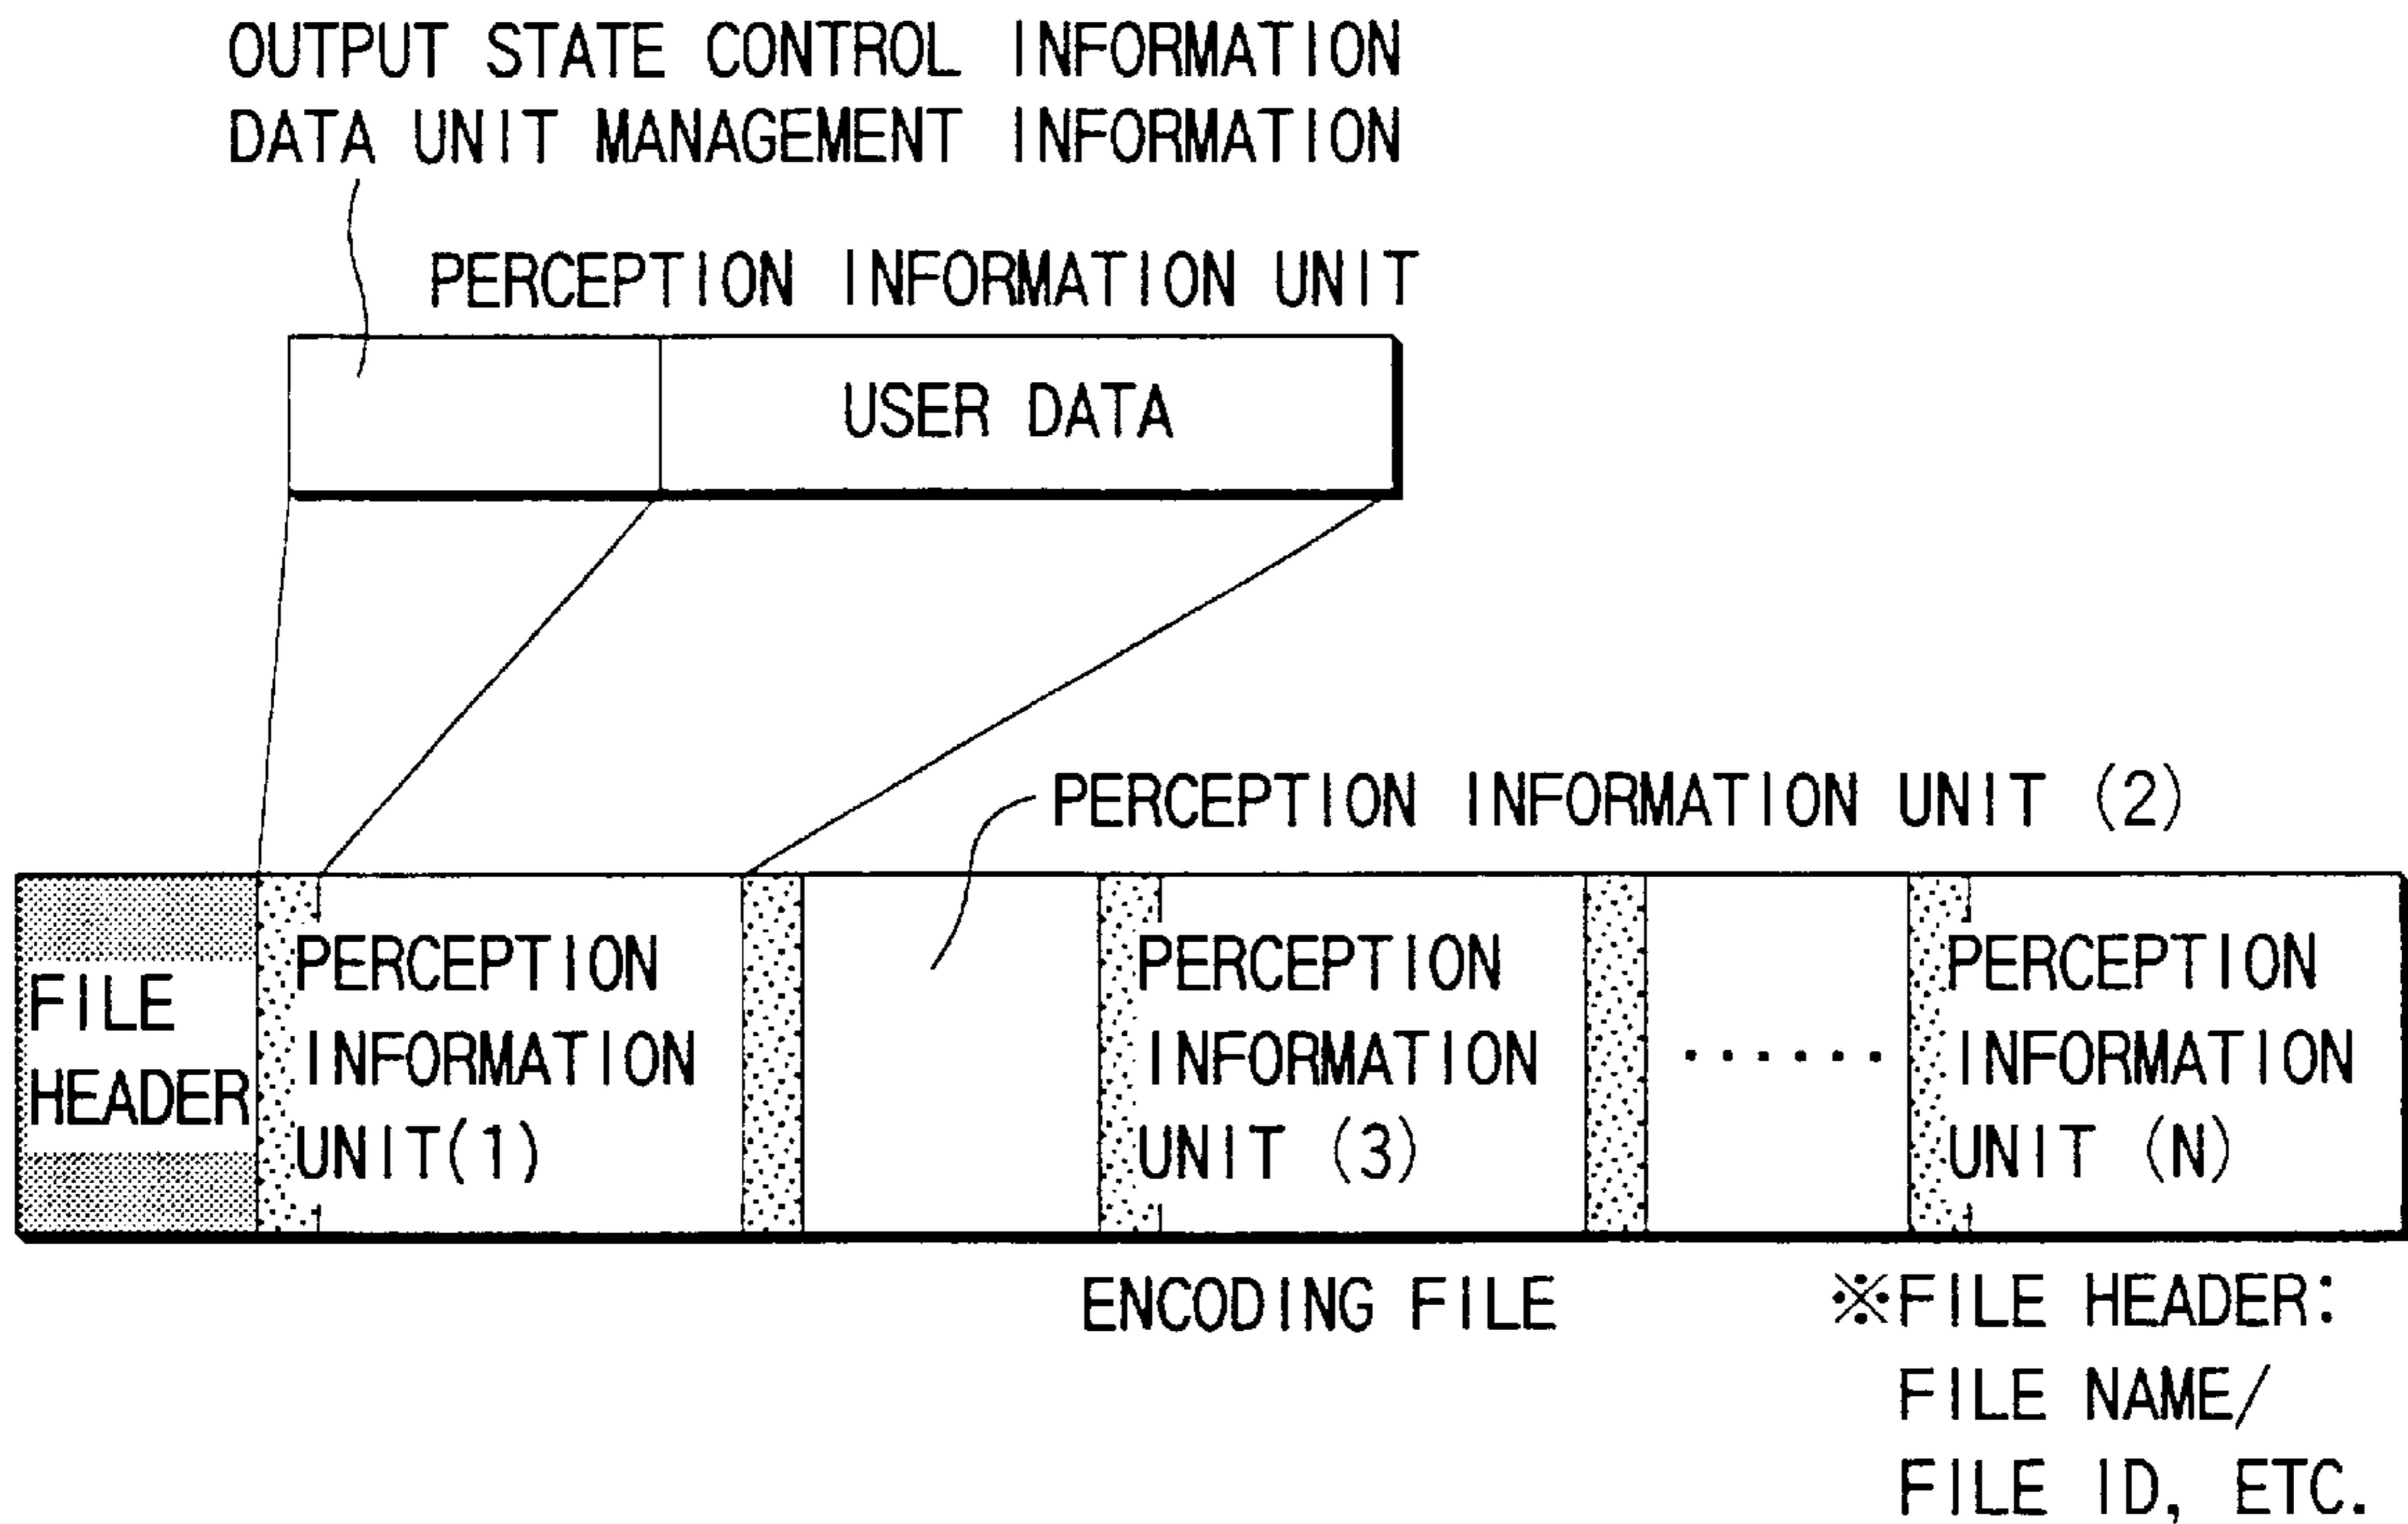 OUTPUT STATE CONTROL INFORMATION
DATA UNIT MANAGEMENT INFORMATION
PERCEPTION INFORMATION UNIT
USER DATA
PERCEPTION INFORMATION UNIT (2)
FILE
HEADER
PERCEPTION
INFORMATION
UNIT(1)
PERCEPTION
INFORMATION
UNIT (3)
······
PERCEPTION
INFORMATION
UNIT (N)
ENCODING FILE
※FILE HEADER:
FILE NAME/
FILE ID, ETC.